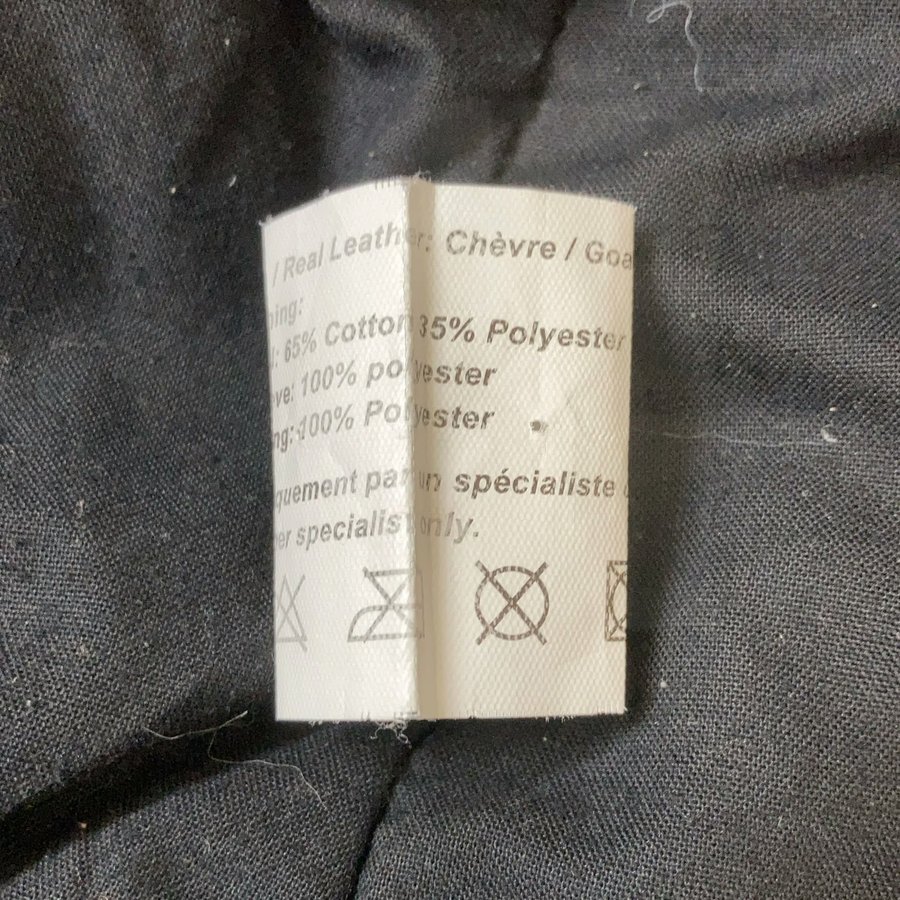 / Real Leather: Chèvre / Goa
ning:
: 65% Cotton 35% Polyester
ve: 100% polyester
ng: 100% Polyester
quement par un spécialiste
er specialist only.